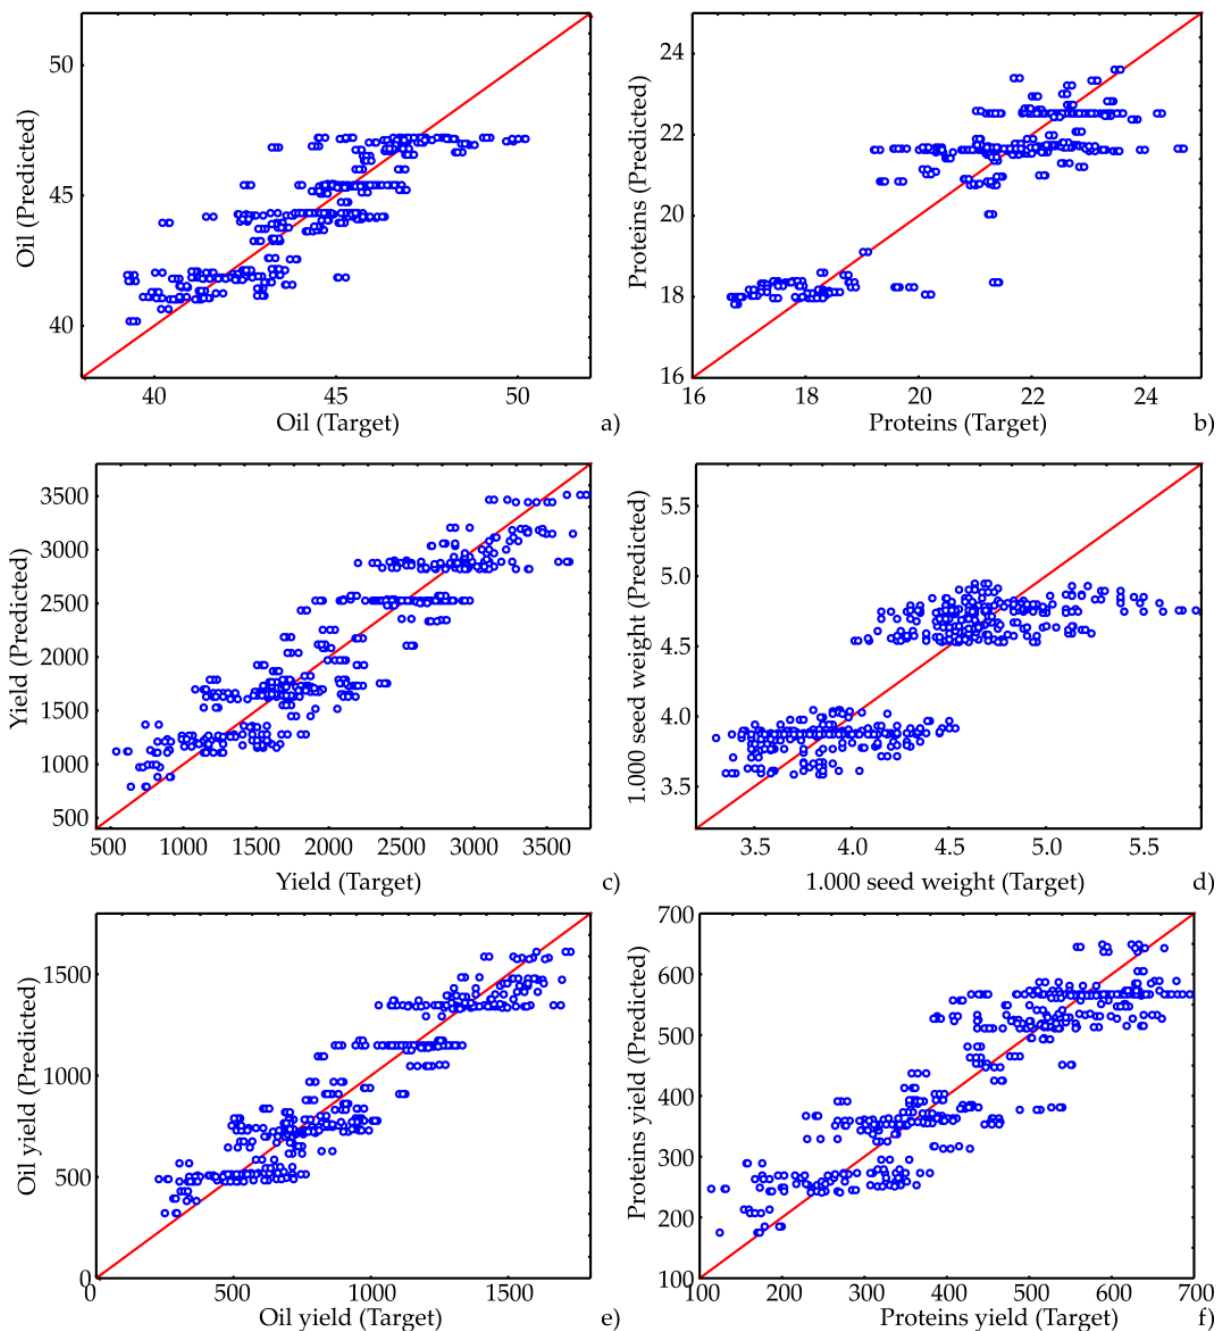 50
45
40
Oil (Predicted)
40 45 50
Oil (Target)
a)
24
22
20
18
16
Proteins (Predicted)
16 18 20 22 24
Proteins (Target)
b)
3500
3000
2500
2000
1500
1000
500
Yield (Predicted)
500 1000 1500 2000 2500 3000 3500
Yield (Target)
c)
5.5
5.0
4.5
4.0
3.5
1.000 seed weight (Predicted)
3.5 4.0 4.5 5.0 5.5
1.000 seed weight (Target)
d)
1500
1000
500
0
Oil yield (Predicted)
0 500 1000 1500
Oil yield (Target)
e)
700
600
500
400
300
200
100
Proteins yield (Predicted)
100 200 300 400 500 600 700
Proteins yield (Target)
f)